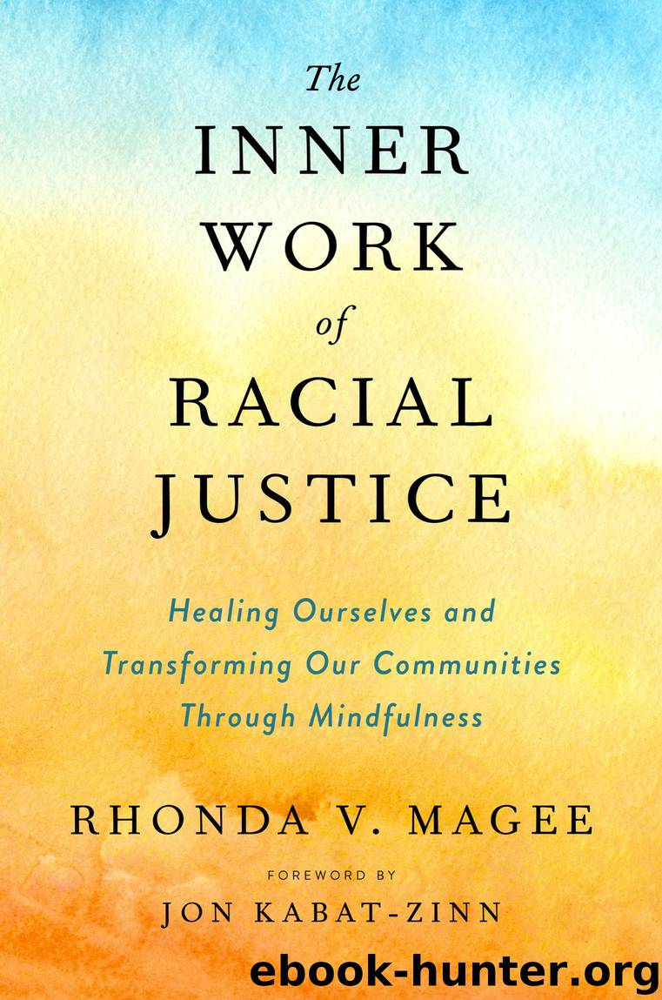 The
INNER
WORK
of
RACIAL
JUSTICE
Healing Ourselves and
Transforming Our Communities
Through Mindfulness
RHONDA V. MAGEE
FOREWORD BY
JON KABAT-ZINN
ebook-hunter.org